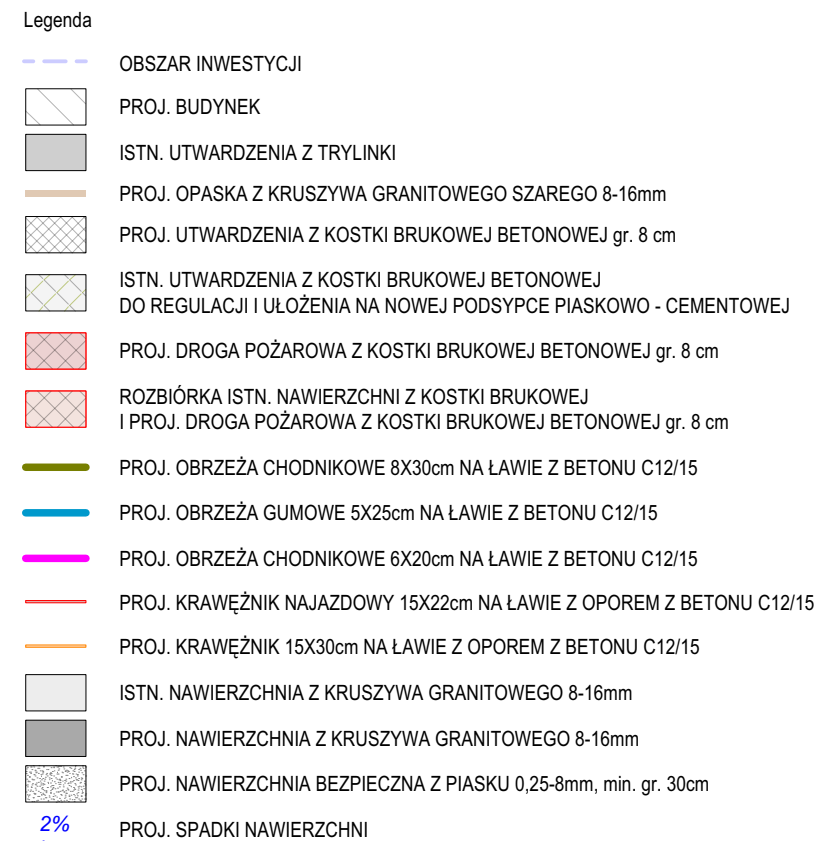 Legenda
OBSZAR INWESTYCJI
PROJ. BUDYNEK
ISTN. UTWARDZENIA Z TRYLINKI
PROJ. OPASKA Z KRUSZYWA GRANITOWEGO SZAREGO 8-16mm
PROJ. UTWARDZENIA Z KOSTKI BRUKOWEJ BETONOWEJ gr. 8 cm
ISTN. UTWARDZENIA Z KOSTKI BRUKOWEJ BETONOWEJ
DO REGULACJI I UŁOŻENIA NA NOWEJ PODSYPCE PIASKOWO - CEMENTOWEJ
PROJ. DROGA POŻAROWA Z KOSTKI BRUKOWEJ BETONOWEJ gr. 8 cm
ROZBIÓRKA ISTN. NAWIERZCHNI Z KOSTKI BRUKOWEJ
I PROJ. DROGA POŻAROWA Z KOSTKI BRUKOWEJ BETONOWEJ gr. 8 cm
PROJ. OBRZEŻA CHODNIKOWE 8X30cm NA ŁAWIE Z BETONU C12/15
PROJ. OBRZEŻA GUMOWE 5X25cm NA ŁAWIE Z BETONU C12/15
PROJ. OBRZEŻA CHODNIKOWE 6X20cm NA ŁAWIE Z BETONU C12/15
PROJ. KRAWĘŻNIK NAJAZDOWY 15X22cm NA ŁAWIE Z OPOREM Z BETONU C12/15
PROJ. KRAWĘŻNIK 15X30cm NA ŁAWIE Z OPOREM Z BETONU C12/15
ISTN. NAWIERZCHNIA Z KRUSZYWA GRANITOWEGO 8-16mm
PROJ. NAWIERZCHNIA Z KRUSZYWA GRANITOWEGO 8-16mm
PROJ. NAWIERZCHNIA BEZPIECZNA Z PIASKU 0,25-8mm, min. gr. 30cm
2% PROJ. SPADKI NAWIERZCHNI